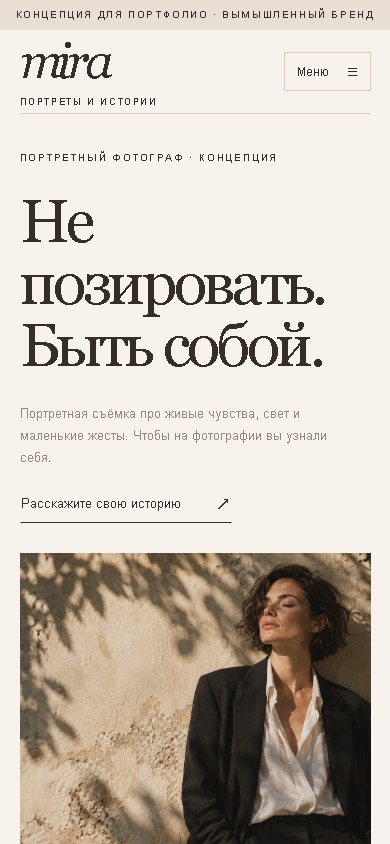 КОНЦЕПЦИЯ ДЛЯ ПОРТФОЛИО · ВЫМЫШЛЕННЫЙ БРЕНД
mira
ПОРТРЕТЫ И ИСТОРИИ
Меню ☰
ПОРТРЕТНЫЙ ФОТОГРАФ · КОНЦЕПЦИЯ
Не
позировать.
Быть собой.
Портретная съёмка про живые чувства, свет и
маленькие жесты. Чтобы на фотографии вы узнали
себя.
Расскажите свою историю ↗